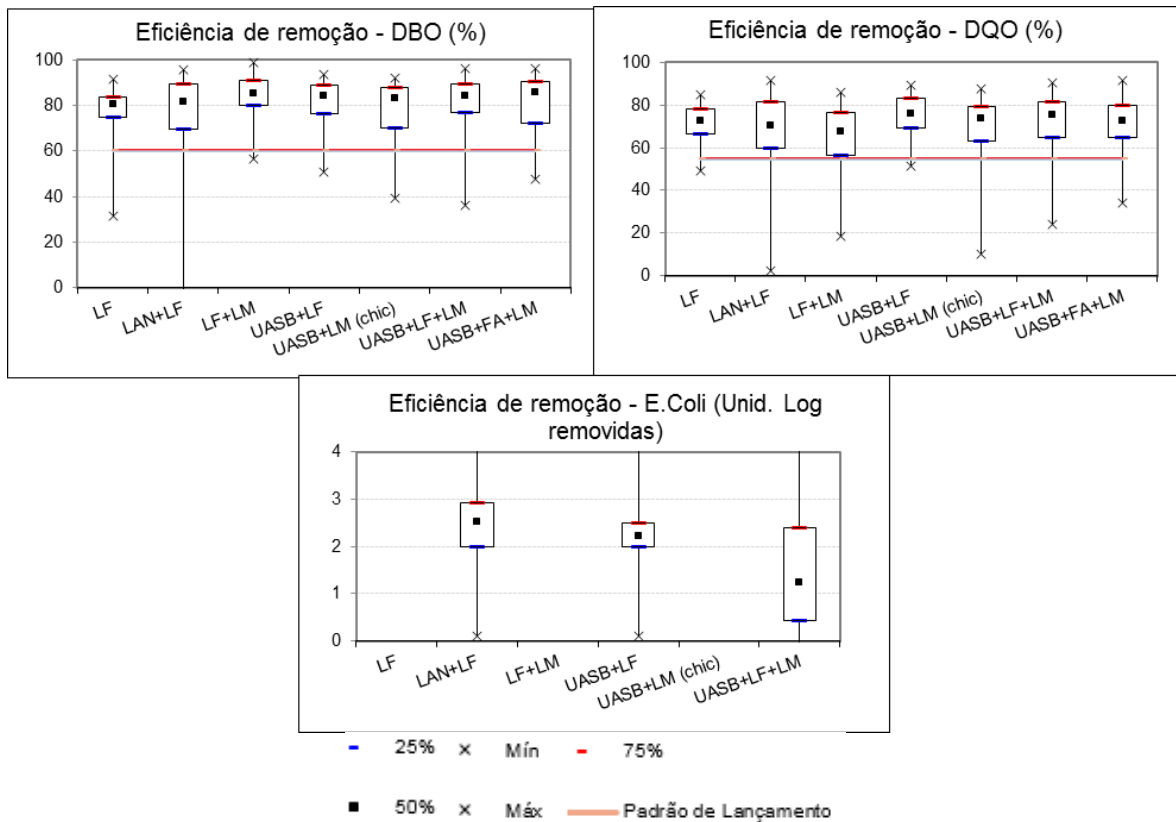 Eficiência de remoção - DBO (%)
100
80
60
40
20
0
LF
LAN+LF
LF+LM
UASB+LF
UASB+LM (chic)
UASB+LF+LM
UASB+FA+LM
Eficiência de remoção - DQO (%)
100
80
60
40
20
0
LF
LAN+LF
LF+LM
UASB+LF
UASB+LM (chic)
UASB+LF+LM
UASB+FA+LM
Eficiência de remoção - E.Coli (Unid. Log
removidas)
4
3
2
1
0
LF
LAN+LF
LF+LM
UASB+LF
UASB+LM (chic)
UASB+LF+LM
25% Mín 75%
50% Máx Padrão de Lançamento